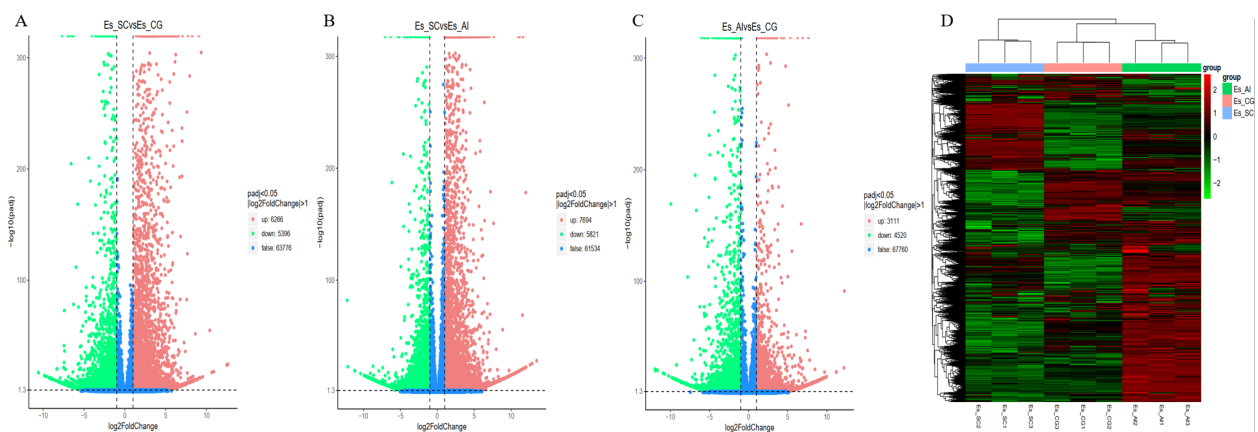 A
Es_SCvsEs_CG
300
200
100
1.3
-log10(padj)
-10
-5
0
5
10
log2FoldChange
padj<0.05
|log2FoldChange|>1
up: 6266
down: 5396
false: 63776
B
Es_SCvsEs_AI
300
200
100
1.3
-log10(padj)
-10
-5
0
5
10
log2FoldChange
padj<0.05
|log2FoldChange|>1
up: 7694
down: 5821
false: 61534
C
Es_AIvsEs_CG
300
200
100
1.3
-log10(padj)
-10
-5
0
5
10
log2FoldChange
padj<0.05
|log2FoldChange|>1
up: 3111
down: 4520
false: 67760
D
group
2
1
0
-1
-2
group
Es_AI
Es_CG
Es_SC
Es_SC2
Es_SC1
Es_SC3
Es_CG3
Es_CG1
Es_CG2
Es_AI2
Es_AI1
Es_AI3